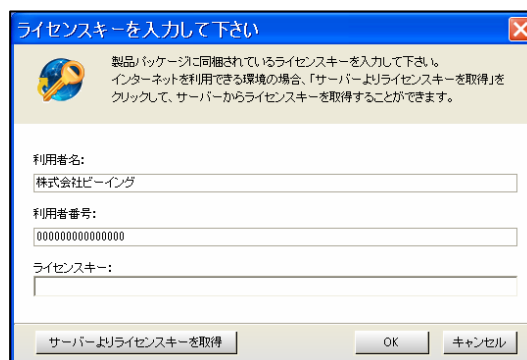 ライセンスキーを入力して下さい
製品パッケージに同梱されているライセンスキーを入力して下さい。
インターネットを利用できる環境の場合、「サーバーよりライセンスキーを取得」を
クリックして、サーバーからライセンスキーを取得することができます。
利用者名:
株式会社ビーイング
利用者番号:
000000000000000
ライセンスキー:
サーバーよりライセンスキーを取得
OK
キャンセル